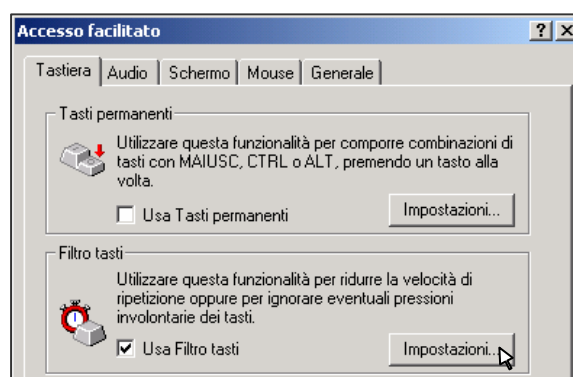 Accesso facilitato
Tastiera Audio Schermo Mouse Generale
Tasti permanenti
Utilizzare questa funzionalità per comporre combinazioni di
tasti con MAIUSC, CTRL o ALT, premendo un tasto alla
volta.
Usa Tasti permanenti Impostazioni...
Filtro tasti
Utilizzare questa funzionalità per ridurre la velocità di
ripetizione oppure per ignorare eventuali pressioni
involontarie dei tasti.
Usa Filtro tasti Impostazioni...